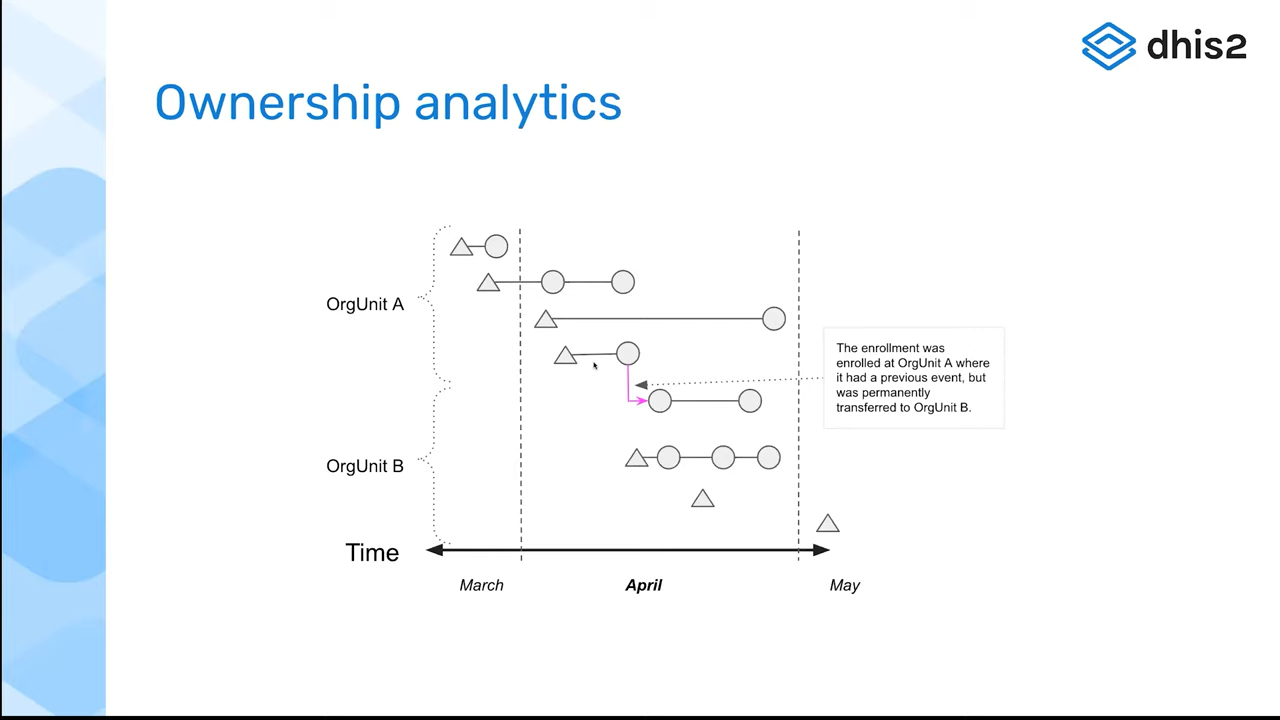 dhis2
Ownership analytics
OrgUnit A
The enrollment was
enrolled at OrgUnit A where
it had a previous event, but
was permanently
transferred to OrgUnit B.
OrgUnit B
Time
March
April
May